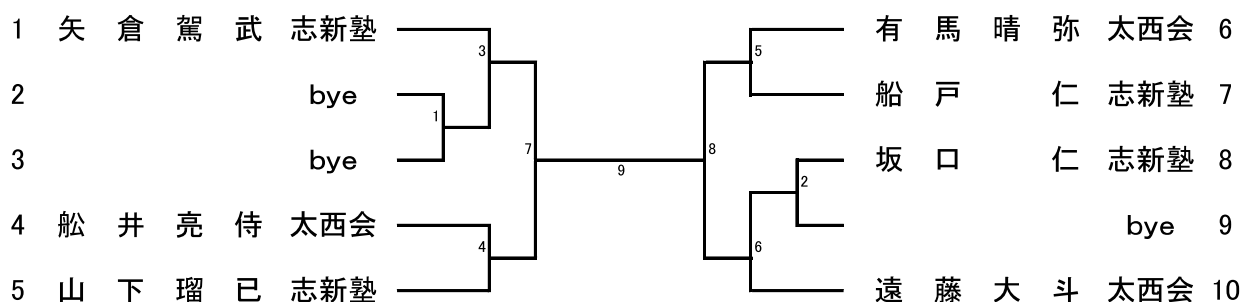 1 矢倉駕武 志新塾
2 bye
3 bye
4 舩井亮侍 太西会
5 山下瑠已 志新塾
3
1
7
4
9
有馬晴弥 太西会 6
船戸仁 志新塾 7
坂口仁 志新塾 8
bye 9
遠藤大斗 太西会 10
5
8
2
6